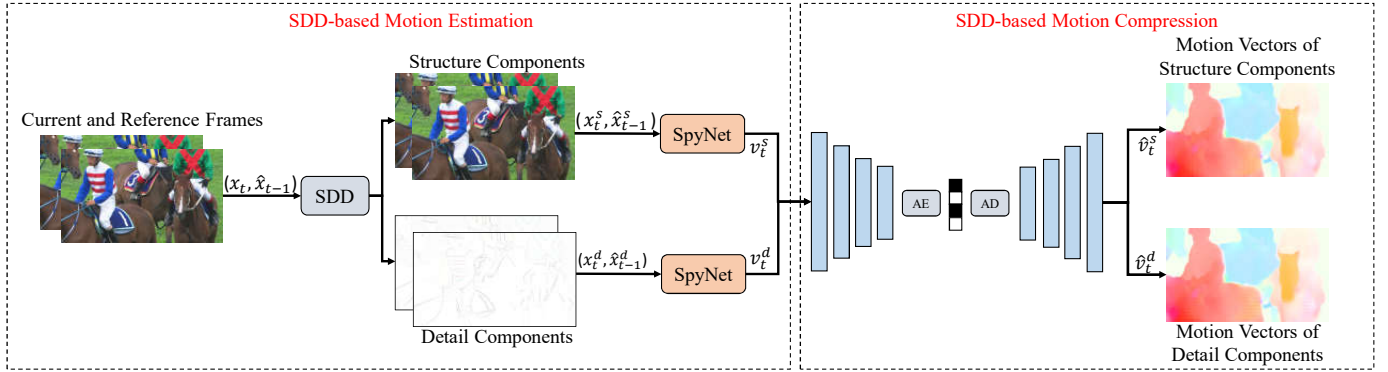 SDD-based Motion Estimation
SDD-based Motion Compression
Current and Reference Frames
(x_t, x̂_{t-1})
SDD
Structure Components
(x_t^s, x̂_{t-1}^s)
SpyNet
v_t^s
Detail Components
(x_t^d, x̂_{t-1}^d)
SpyNet
v_t^d
AE
AD
v̂_t^s
Motion Vectors of
Structure Components
v̂_t^d
Motion Vectors of
Detail Components